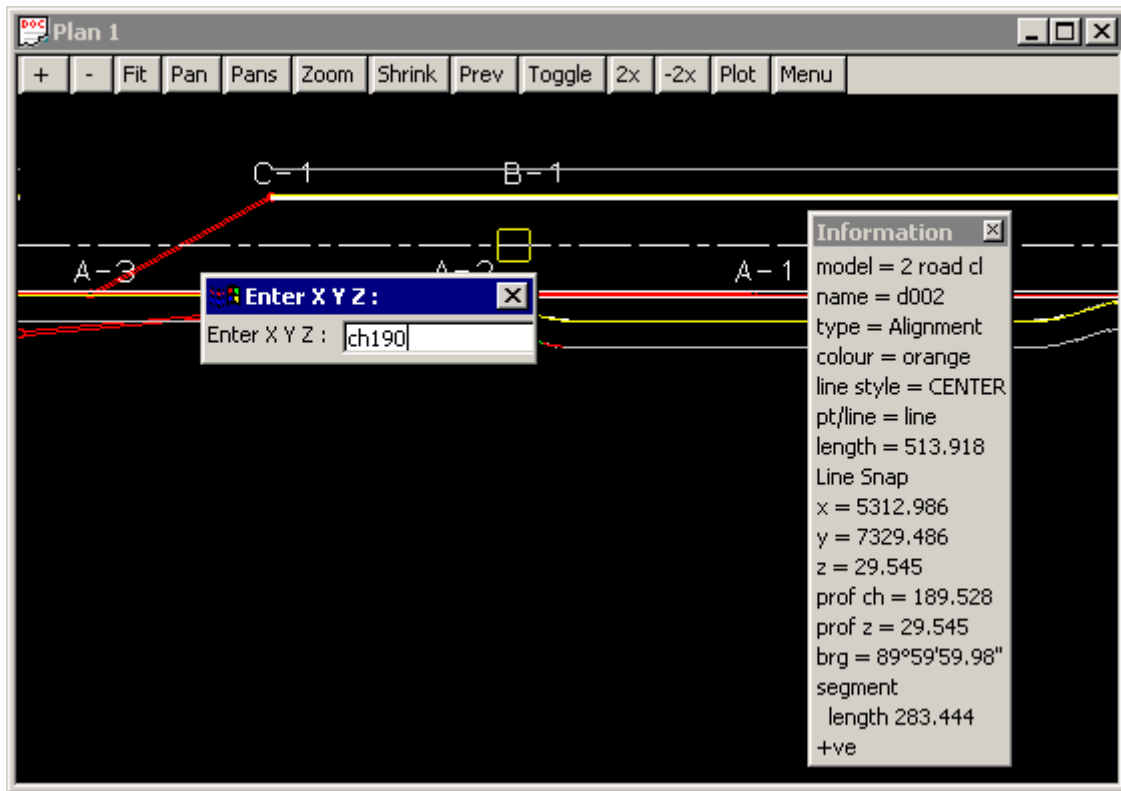 DOC Plan 1
+ - Fit Pan Pans Zoom Shrink Prev Toggle 2x -2x Plot Menu
C-1 B-1
A-3 A-2 A-1
Enter X Y Z :
Enter X Y Z : ch190
Information
model = 2 road cl
name = d002
type = Alignment
colour = orange
line style = CENTER
pt/line = line
length = 513.918
Line Snap
x = 5312.986
y = 7329.486
z = 29.545
prof ch = 189.528
prof z = 29.545
brg = 89°59'59.98"
segment
length 283.444
+ve